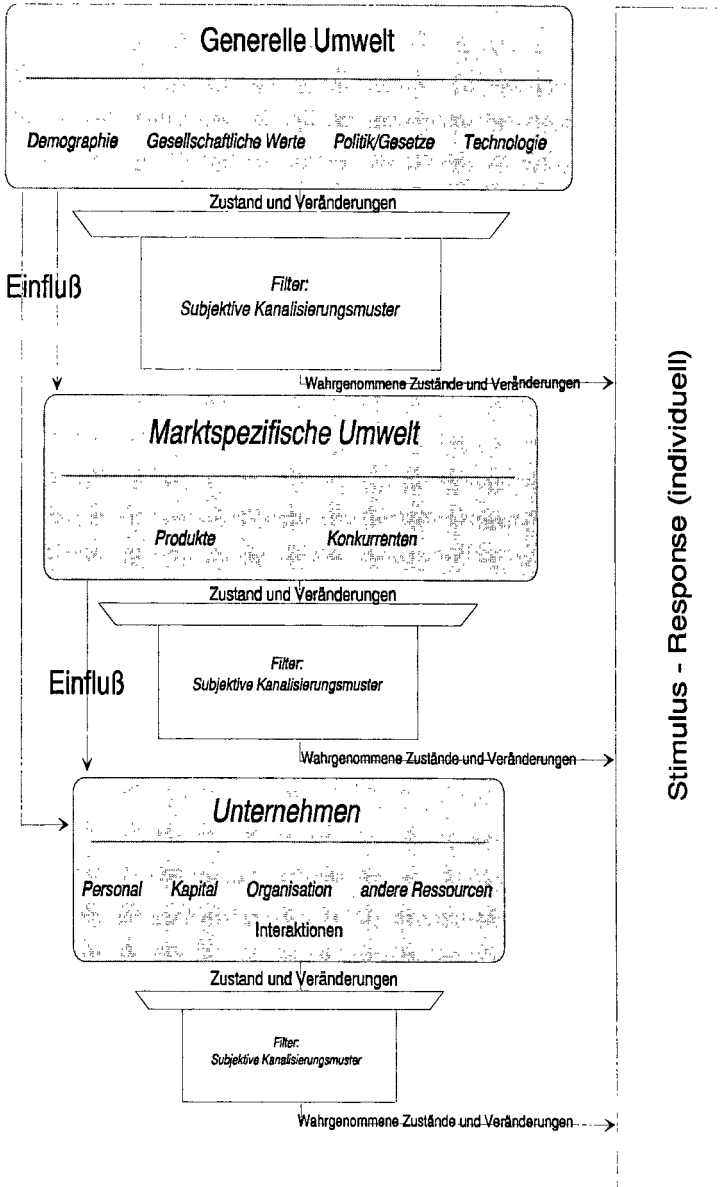 Generelle Umwelt
Demographie Gesellschaftliche Werte Politik/Gesetze Technologie
Zustand und Veränderungen
Einfluß
Filter:
Subjektive Kanalisierungsmuster
Wahrgenommene Zustände und Veränderungen
Marktspezifische Umwelt
Produkte Konkurrenten
Zustand und Veränderungen
Einfluß
Filter:
Subjektive Kanalisierungsmuster
Wahrgenommene Zustände und Veränderungen
Unternehmen
Personal Kapital Organisation andere Ressourcen
Interaktionen
Zustand und Veränderungen
Filter:
Subjektive Kanalisierungsmuster
Wahrgenommene Zustände und Veränderungen
Stimulus - Response (individuell)